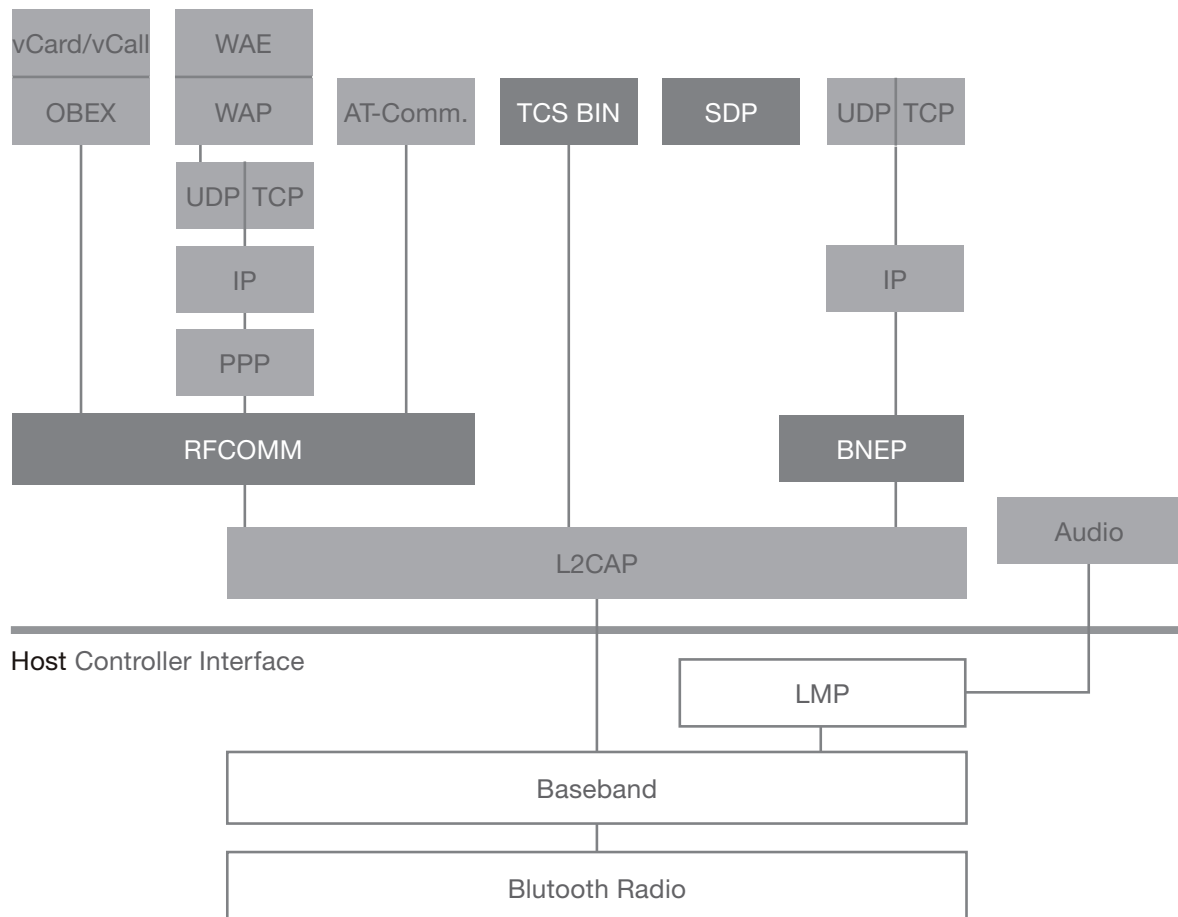 vCard/vCall
WAE
OBEX
WAP
AT-Comm.
TCS BIN
SDP
UDP TCP
UDP TCP
IP
IP
PPP
RFCOMM
BNEP
Audio
L2CAP
Host Controller Interface
LMP
Baseband
Blutooth Radio